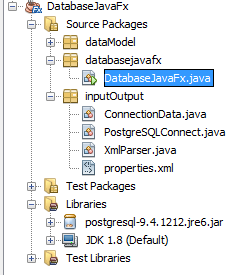 DatabaseJavaFx
Source Packages
dataModel
databasejavafx
DatabaseJavaFx.java
inputOutput
ConnectionData.java
PostgreSQLConnect.java
XmlParser.java
properties.xml
Test Packages
Libraries
postgresql-9.4.1212.jre6.jar
JDK 1.8 (Default)
Test Libraries